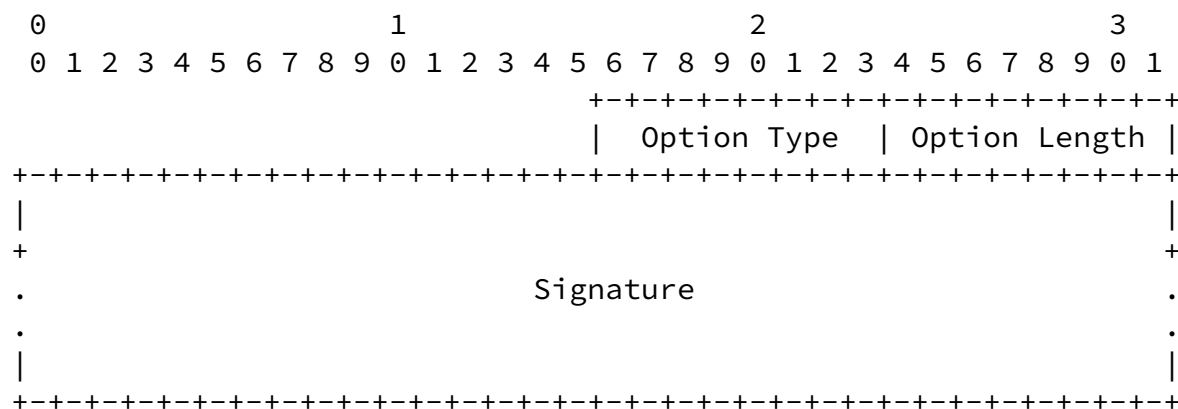 0                   1                   2                   3
 0 1 2 3 4 5 6 7 8 9 0 1 2 3 4 5 6 7 8 9 0 1 2 3 4 5 6 7 8 9 0 1
                                +-+-+-+-+-+-+-+-+-+-+-+-+-+-+-+-+
                                |  Option Type  | Option Length |
+-+-+-+-+-+-+-+-+-+-+-+-+-+-+-+-+-+-+-+-+-+-+-+-+-+-+-+-+-+-+-+-+
|                                                               |
+                                                               +
.                            Signature                          .
.                                                               .
|                                                               |
+-+-+-+-+-+-+-+-+-+-+-+-+-+-+-+-+-+-+-+-+-+-+-+-+-+-+-+-+-+-+-+-+